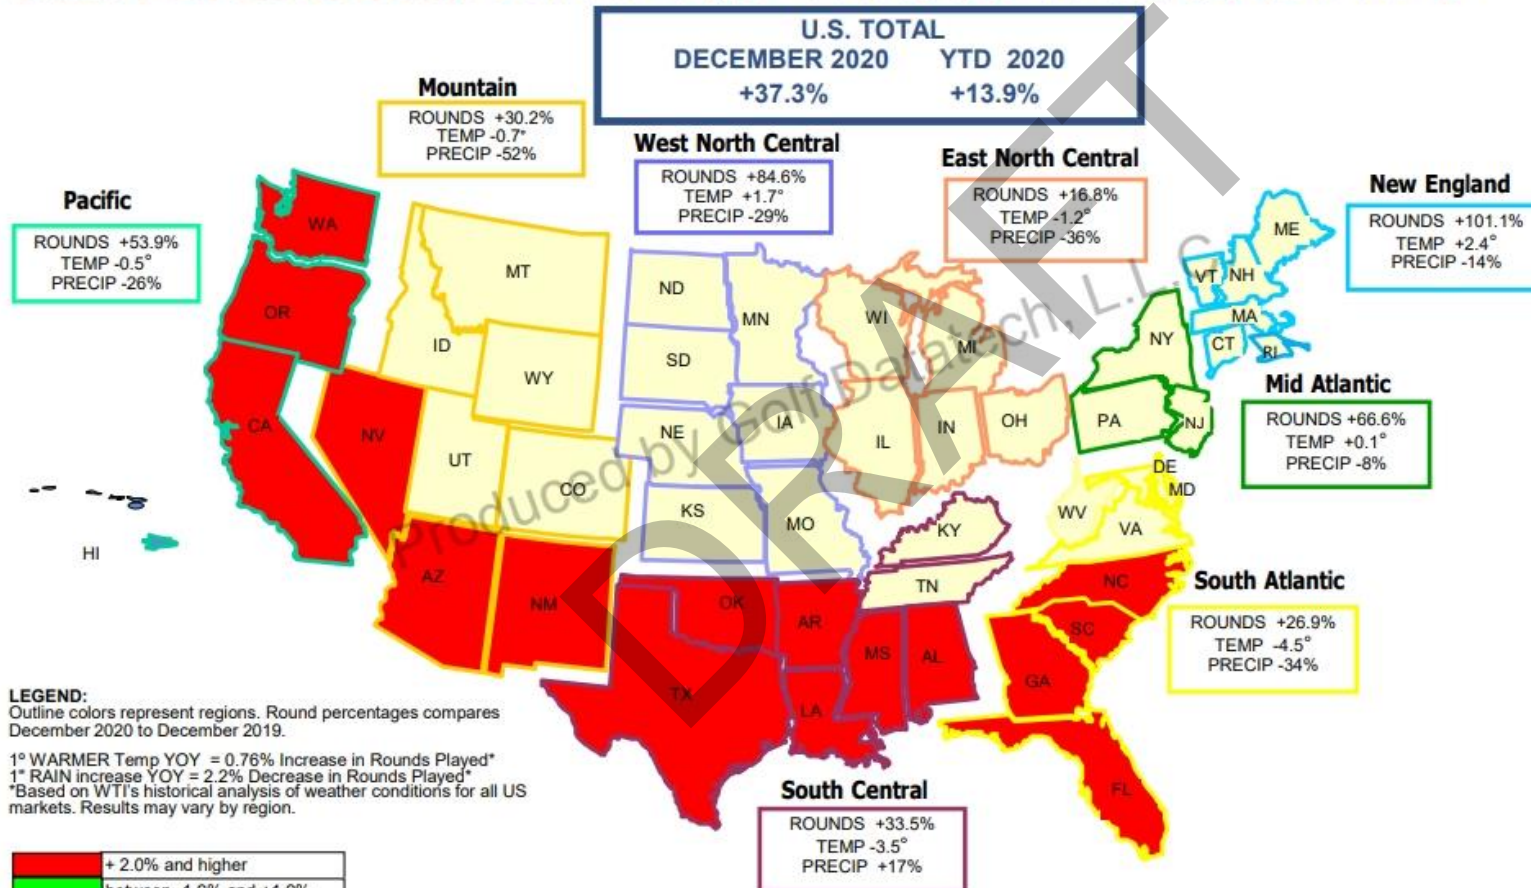 U.S. TOTAL
DECEMBER 2020 YTD 2020
+37.3% +13.9%
Mountain
ROUNDS +30.2%
TEMP -0.7°
PRECIP -52%
West North Central
ROUNDS +84.6%
TEMP +1.7°
PRECIP -29%
East North Central
ROUNDS +16.8%
TEMP -1.2°
PRECIP -36%
New England
ROUNDS +101.1%
TEMP +2.4°
PRECIP -14%
Pacific
ROUNDS +53.9%
TEMP -0.5°
PRECIP -26%
Mid Atlantic
ROUNDS +66.6%
TEMP +0.1°
PRECIP -8%
South Atlantic
ROUNDS +26.9%
TEMP -4.5°
PRECIP -34%
South Central
ROUNDS +33.5%
TEMP -3.5°
PRECIP +17%
WA
OR
CA
NV
ID
MT
WY
UT
CO
AZ
NM
HI
ND
SD
NE
KS
MN
IA
MO
WI
MI
IL
IN
OH
KY
TN
OK
AR
TX
LA
MS
AL
NY
PA
NJ
VT
NH
ME
MA
CT
RI
DE
MD
WV
VA
NC
SC
GA
FL
Produced by Golf Datatech, L.L.C
DRAFT
LEGEND:
Outline colors represent regions. Round percentages compares
December 2020 to December 2019.
1º WARMER Temp YOY = 0.76% Increase in Rounds Played*
1" RAIN increase YOY = 2.2% Decrease in Rounds Played*
*Based on WTI's historical analysis of weather conditions for all US
markets. Results may vary by region.
+ 2.0% and higher